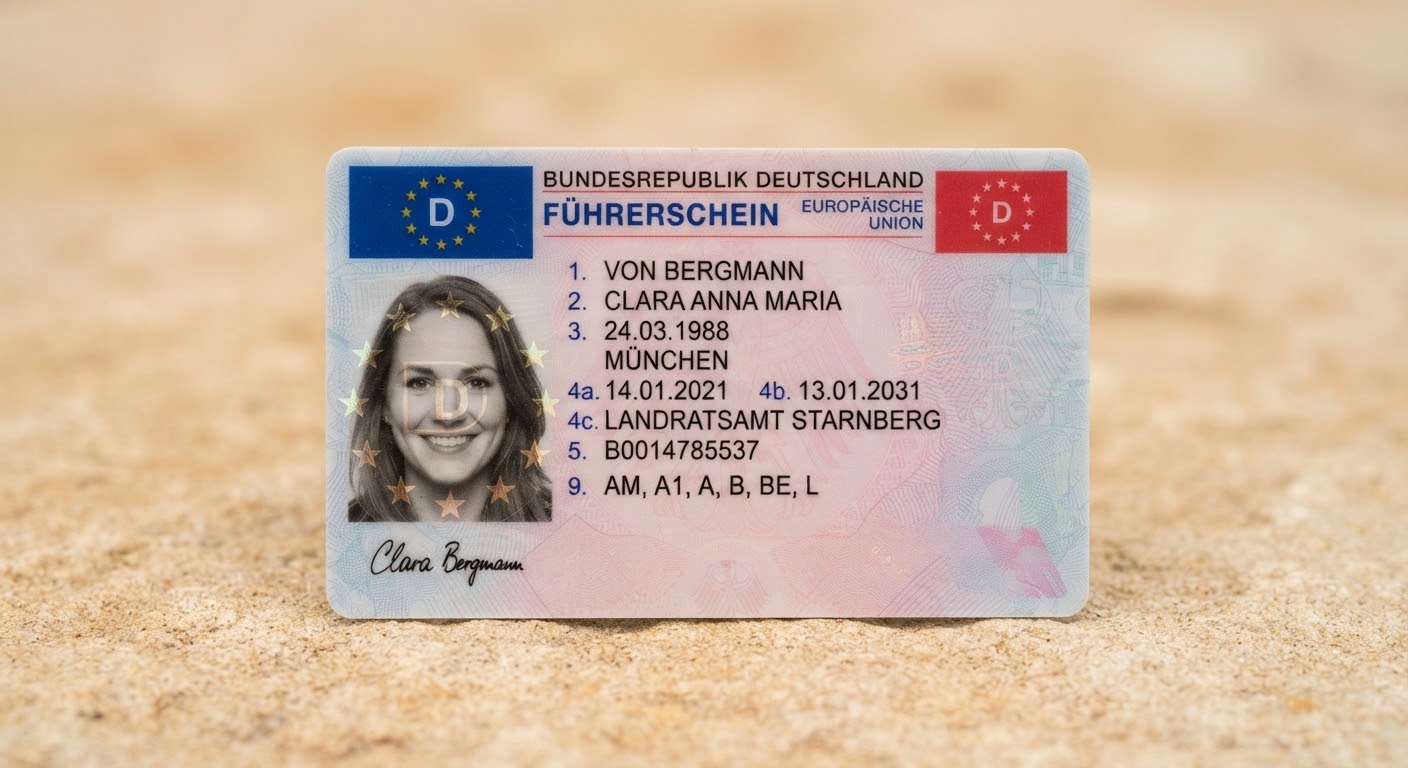 D
BUNDESREPUBLIK DEUTSCHLAND
FÜHRERSCHEIN
EUROPÄISCHE
UNION
D
1. VON BERGMANN
2. CLARA ANNA MARIA
3. 24.03.1988
MÜNCHEN
4a. 14.01.2021 4b. 13.01.2031
4c. LANDRATSAMT STARNBERG
5. B0014785537
9. AM, A1, A, B, BE, L
D
Clara Bergmann